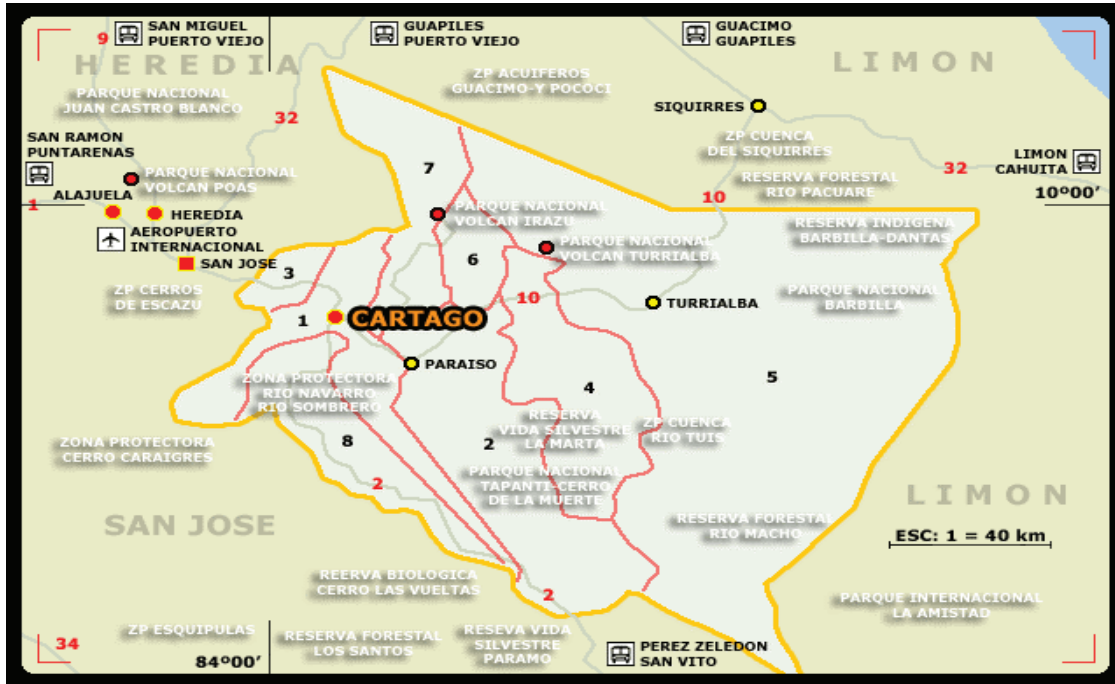 9
SAN MIGUEL
PUERTO VIEJO
GUAPILES
PUERTO VIEJO
GUACIMO
GUAPILES
HEREDIA
LIMON
ZP ACUIFEROS
GUACIMO-Y POCOCI
PARQUE NACIONAL
JUAN CASTRO BLANCO
32
SIQUIRRES
ZP CUENCA
DEL SIQUIRRES
SAN RAMON
PUNTARENAS
7
32
LIMON
CAHUITA
PARQUE NACIONAL
VOLCAN POAS
RESERVA FORESTAL
RIO PACUARE
10
10º00’
1
ALAJUELA
HEREDIA
PARQUE NACIONAL
VOLCAN IRAZU
RESERVA INDIGENA
BARBILLA-DANTAS
AEROPUERTO
INTERNACIONAL
PARQUE NACIONAL
VOLCAN TURRIALBA
SAN JOSE
3
6
ZP CERROS
DE ESCAZU
10
TURRIALBA
PARQUE NACIONAL
BARBILLA
1
CARTAGO
PARAISO
ZONA PROTECTORA
RIO NAVARRO
RIO SOMBRERO
4
5
RESERVA
VIDA SILVESTRE
LA MARTA
ZP CUENCA
RIO TUIS
ZONA PROTECTORA
CERRO CARAIGRES
8
2
2
PARQUE NACIONAL
TAPANTI-CERRO
DE LA MUERTE
LIMON
SAN JOSE
RESERVA FORESTAL
RIO MACHO
ESC: 1 = 40 km
REERVA BIOLOGICA
CERRO LAS VUELTAS
2
PARQUE INTERNACIONAL
LA AMISTAD
34
ZP ESQUIPULAS
84º00’
RESERVA FORESTAL
LOS SANTOS
RESEVA VIDA
SILVESTRE
PARAMO
PEREZ ZELEDON
SAN VITO